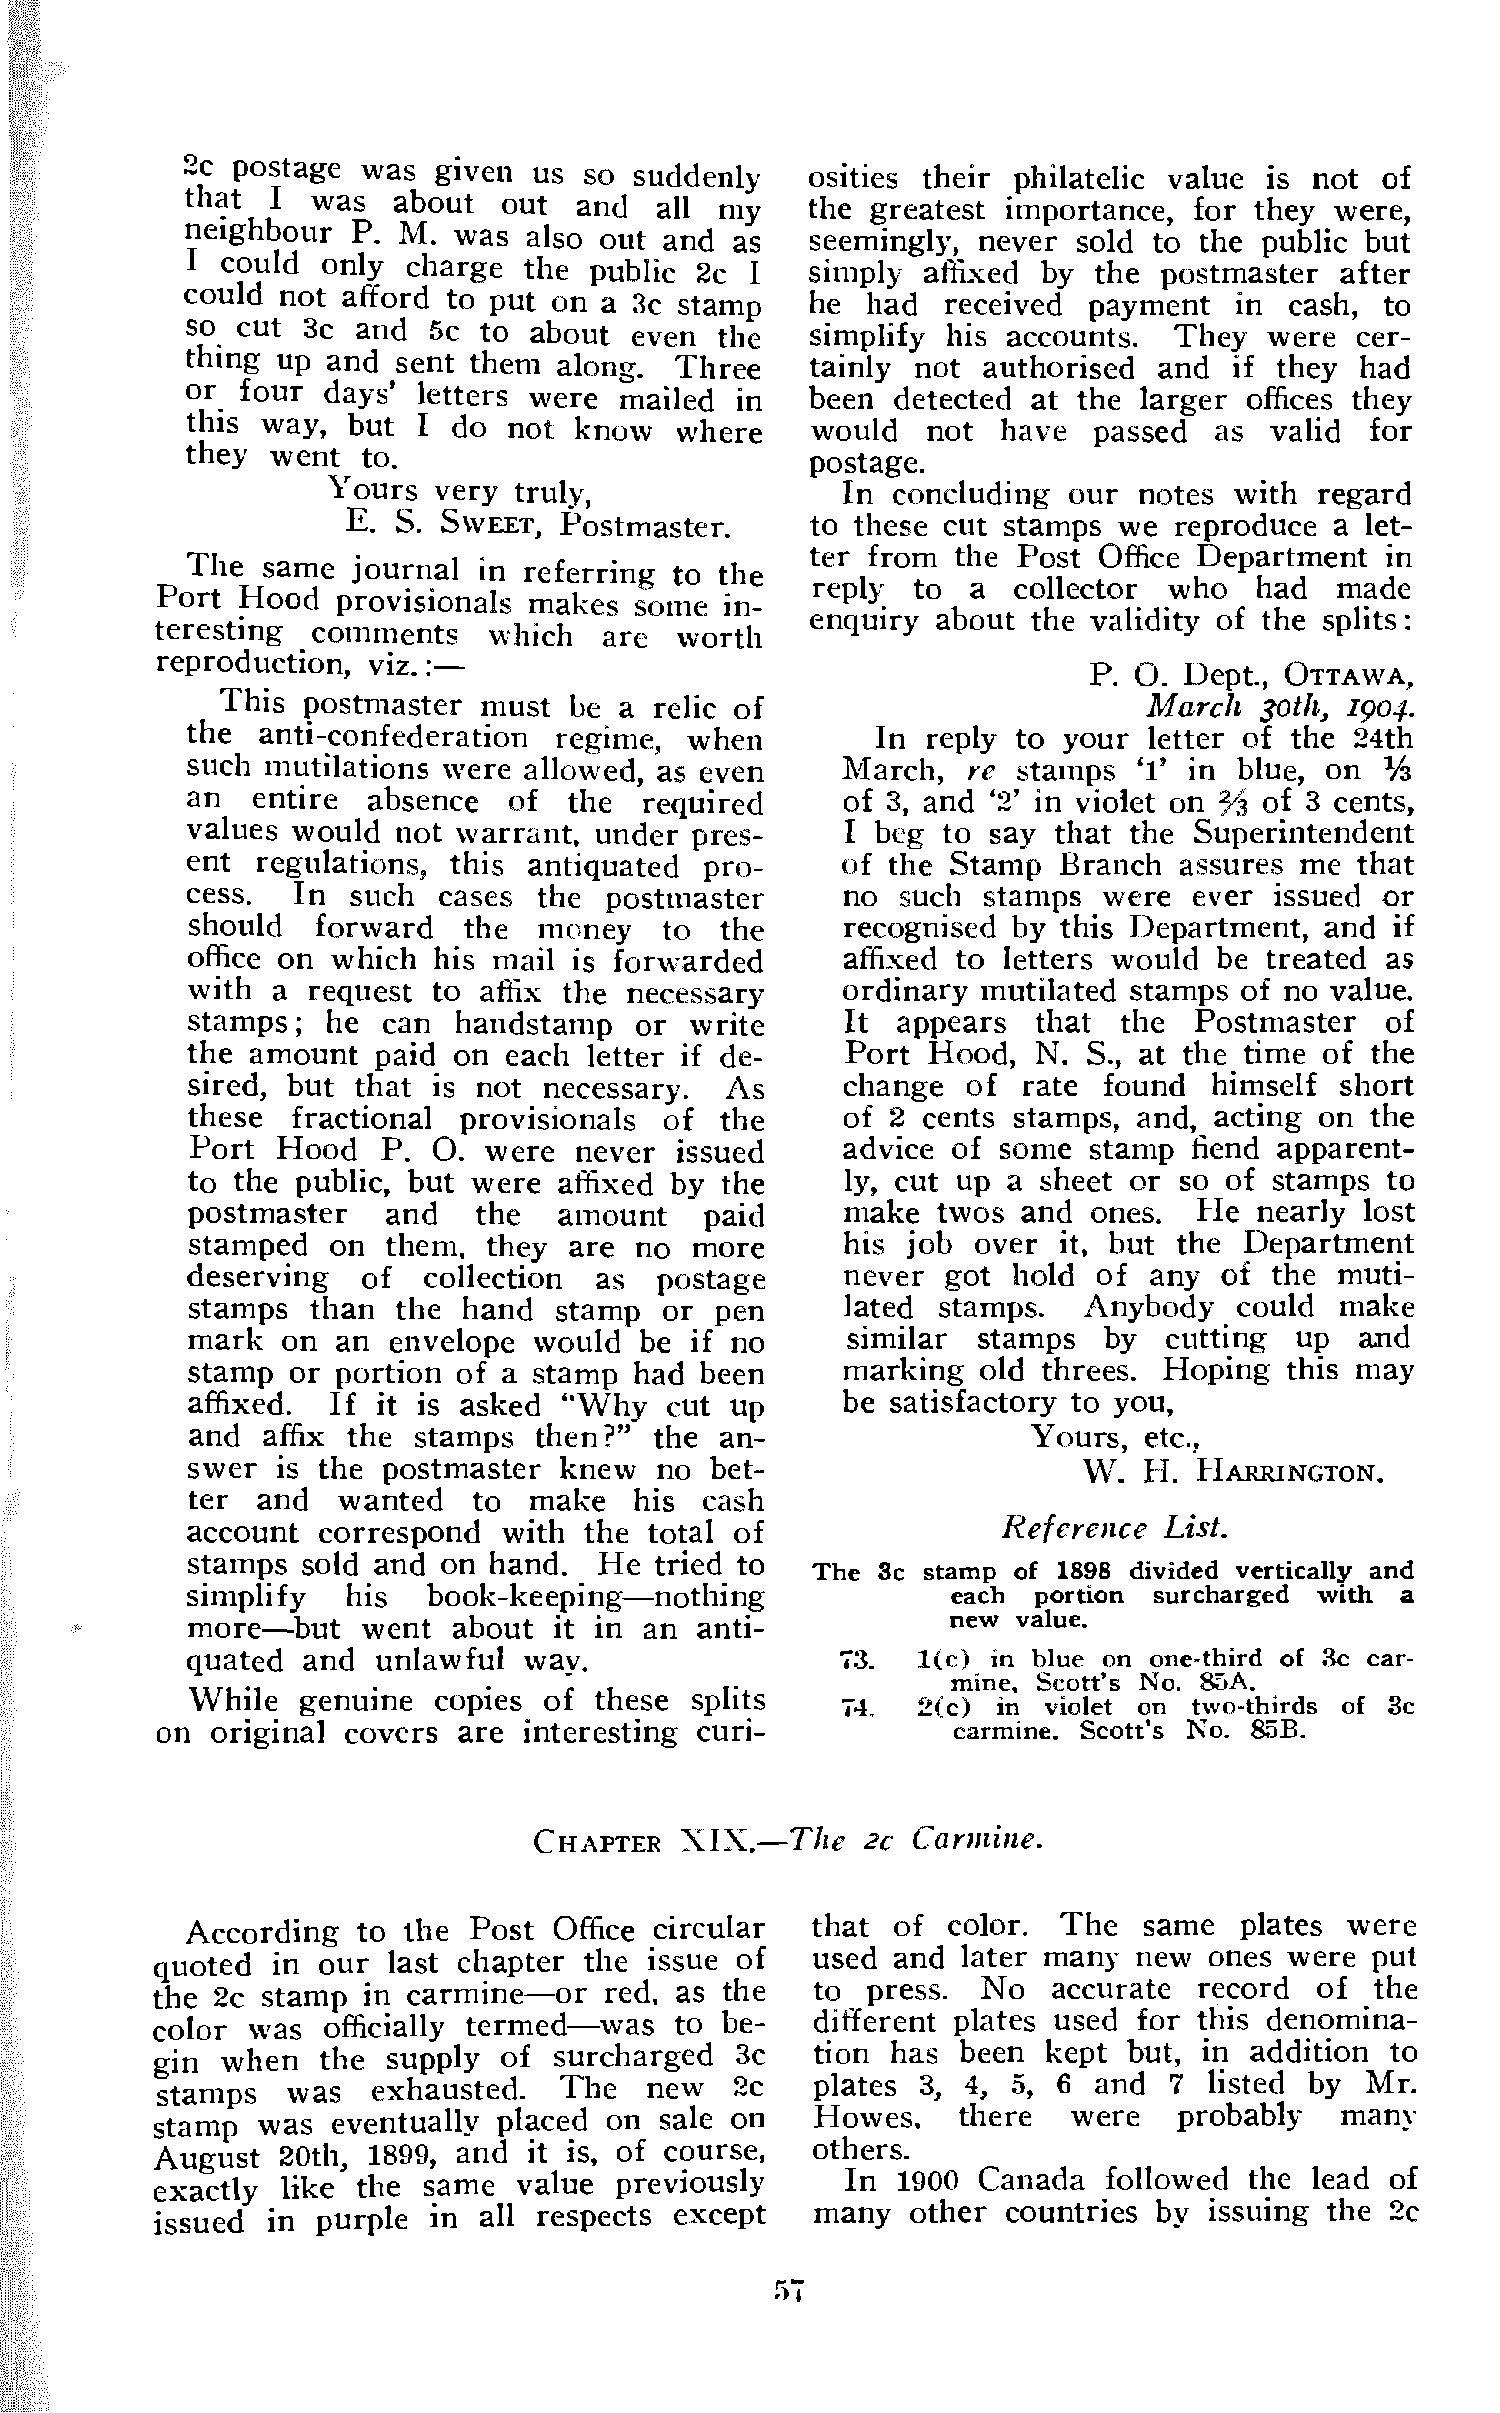 2c postage was given us so suddenly
that I was about out and all my
neighbour P. M. was also out and as
I could only charge the public 2c I
could not afford to put on a 3c stamp
so cut 3c and 5c to about even the
thing up and sent them along. Three
or four days' letters were mailed in
this way, but I do not know where
they went to.
Yours very truly,
E. S. SWEET, Postmaster.
The same journal in referring to the
Port Hood provisionals makes some in-
teresting comments which are worth
reproduction, viz.:—
This postmaster must be a relic of
the anti-confederation regime, when
such mutilations were allowed, as even
an entire absence of the required
values would not warrant, under pres-
ent regulations, this antiquated pro-
cess. In such cases the postmaster
should forward the money to the
office on which his mail is forwarded
with a request to affix the necessary
stamps; he can handstamp or write
the amount paid on each letter if de-
sired, but that is not necessary. As
these fractional provisionals of the
Port Hood P. O. were never issued
to the public, but were affixed by the
postmaster and the amount paid
stamped on them, they are no more
deserving of collection as postage
stamps than the hand stamp or pen
mark on an envelope would be if no
stamp or portion of a stamp had been
affixed. If it is asked "Why cut up
and affix the stamps then?" the an-
swer is the postmaster knew no bet-
ter and wanted to make his cash
account correspond with the total of
stamps sold and on hand. He tried to
simplify his book-keeping—nothing
more—but went about it in an anti-
quated and unlawful way.
While genuine copies of these splits
on original covers are interesting curi-
osities their philatelic value is not of
the greatest importance, for they were,
seemingly, never sold to the public but
simply affixed by the postmaster after
he had received payment in cash, to
simplify his accounts. They were cer-
tainly not authorised and if they had
been detected at the larger offices they
would not have passed as valid for
postage.
In concluding our notes with regard
to these cut stamps we reproduce a let-
ter from the Post Office Department in
reply to a collector who had made
enquiry about the validity of the splits:
P. O. Dept., OTTAWA,
March 30th, 1904.
In reply to your letter of the 24th
March, re stamps '1' in blue, on ⅓
of 3, and '2' in violet on ⅔ of 3 cents,
I beg to say that the Superintendent
of the Stamp Branch assures me that
no such stamps were ever issued or
recognised by this Department, and if
affixed to letters would be treated as
ordinary mutilated stamps of no value.
It appears that the Postmaster of
Port Hood, N. S., at the time of the
change of rate found himself short
of 2 cents stamps, and, acting on the
advice of some stamp fiend apparent-
ly, cut up a sheet or so of stamps to
make twos and ones. He nearly lost
his job over it, but the Department
never got hold of any of the muti-
lated stamps. Anybody could make
similar stamps by cutting up and
marking old threes. Hoping this may
be satisfactory to you,
Yours, etc.,
W. H. HARRINGTON.
Reference List.
The 3c stamp of 1898 divided vertically and
each portion surcharged with a
new value.
73. 1(c) in blue on one-third of 3c car-
mine, Scott's No. 85A.
74. 2(c) in violet on two-thirds of 3c
carmine. Scott's No. 85B.
CHAPTER XIX.—The 2c Carmine.
According to the Post Office circular
quoted in our last chapter the issue of
the 2c stamp in carmine—or red, as the
color was officially termed—was to be-
gin when the supply of surcharged 3c
stamps was exhausted. The new 2c
stamp was eventually placed on sale on
August 20th, 1899, and it is, of course,
exactly like the same value previously
issued in purple in all respects except
that of color. The same plates were
used and later many new ones were put
to press. No accurate record of the
different plates used for this denomina-
tion has been kept but, in addition to
plates 3, 4, 5, 6 and 7 listed by Mr.
Howes, there were probably many
others.
In 1900 Canada followed the lead of
many other countries by issuing the 2c
57